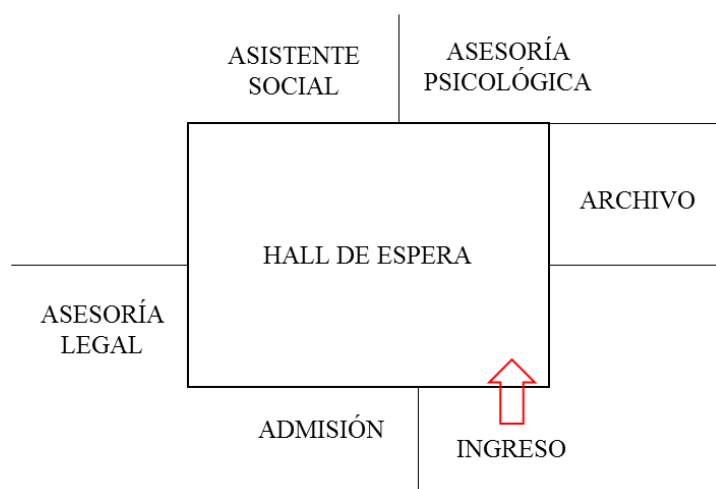 ASISTENTE
SOCIAL
ASESORÍA
PSICOLÓGICA
ARCHIVO
HALL DE ESPERA
ASESORÍA
LEGAL
ADMISIÓN
INGRESO